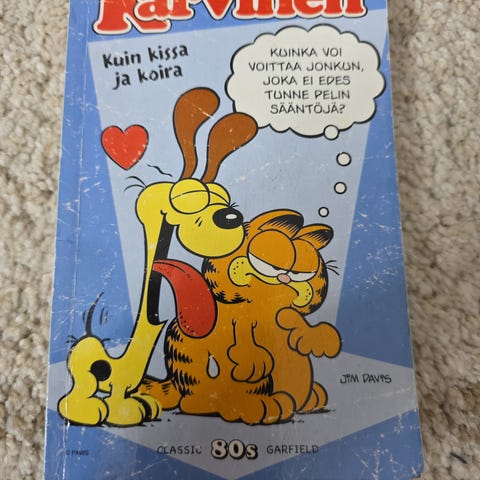 Karvinen
Kuin kissa
ja koira
KUINKA VOI
VOITTAA JONKUN,
JOKA EI EDES
TUNNE PELIN
SÄÄNTÖJÄ?
JIM DAVIS
© PAWS
CLASSIC 80s GARFIELD